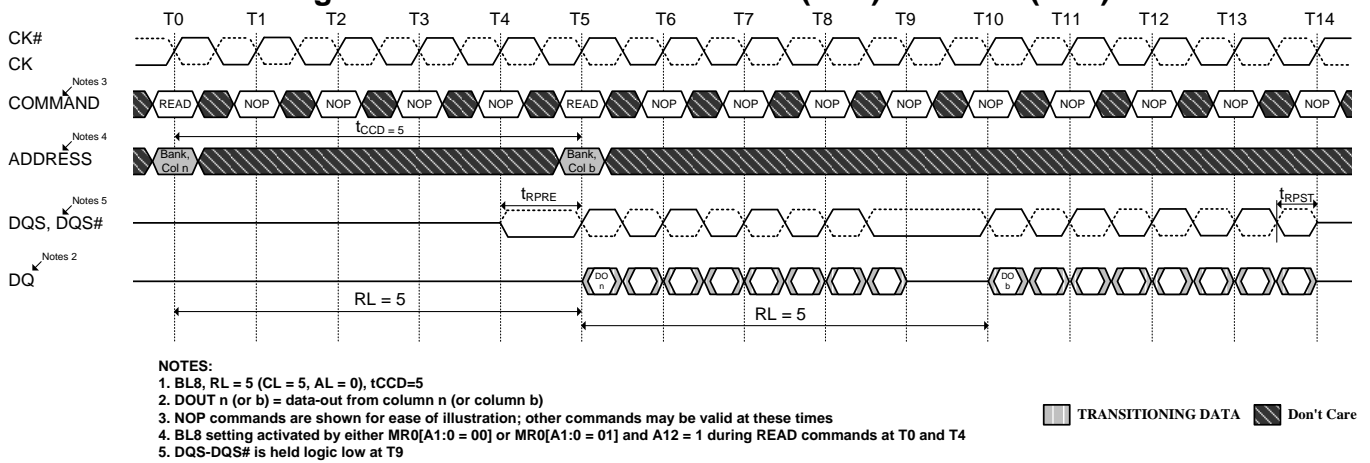 T0 T1 T2 T3 T4 T5 T6 T7 T8 T9 T10 T11 T12 T13 T14
CK#
CK
Notes 3
COMMAND READ NOP NOP NOP NOP READ NOP NOP NOP NOP NOP NOP NOP NOP NOP
tCCD = 5
Notes 4
ADDRESS Bank, Col n Bank, Col b
tRPRE tRPST
Notes 5
DQS, DQS#
Notes 2
DQ DO n DO b
RL = 5
RL = 5
NOTES:
1. BL8, RL = 5 (CL = 5, AL = 0), tCCD=5
2. DOUT n (or b) = data-out from column n (or column b)
3. NOP commands are shown for ease of illustration; other commands may be valid at these times
4. BL8 setting activated by either MR0[A1:0 = 00] or MR0[A1:0 = 01] and A12 = 1 during READ commands at T0 and T4
5. DQS-DQS# is held logic low at T9
TRANSITIONING DATA Don't Care